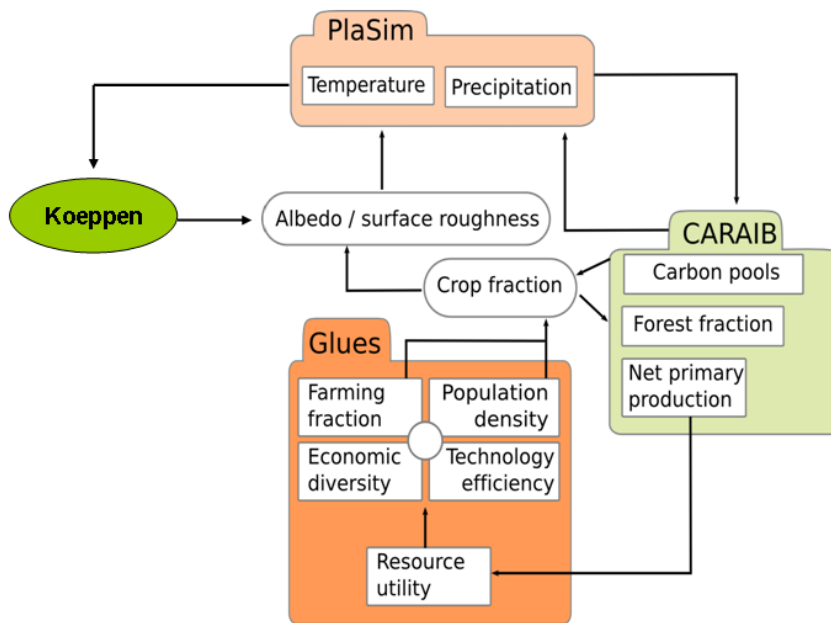 PlaSim
Temperature
Precipitation
Koeppen
Albedo / surface roughness
CARAIB
Carbon pools
Crop fraction
Forest fraction
Glues
Net primary
production
Farming
fraction
Population
density
Economic
diversity
Technology
efficiency
Resource
utility